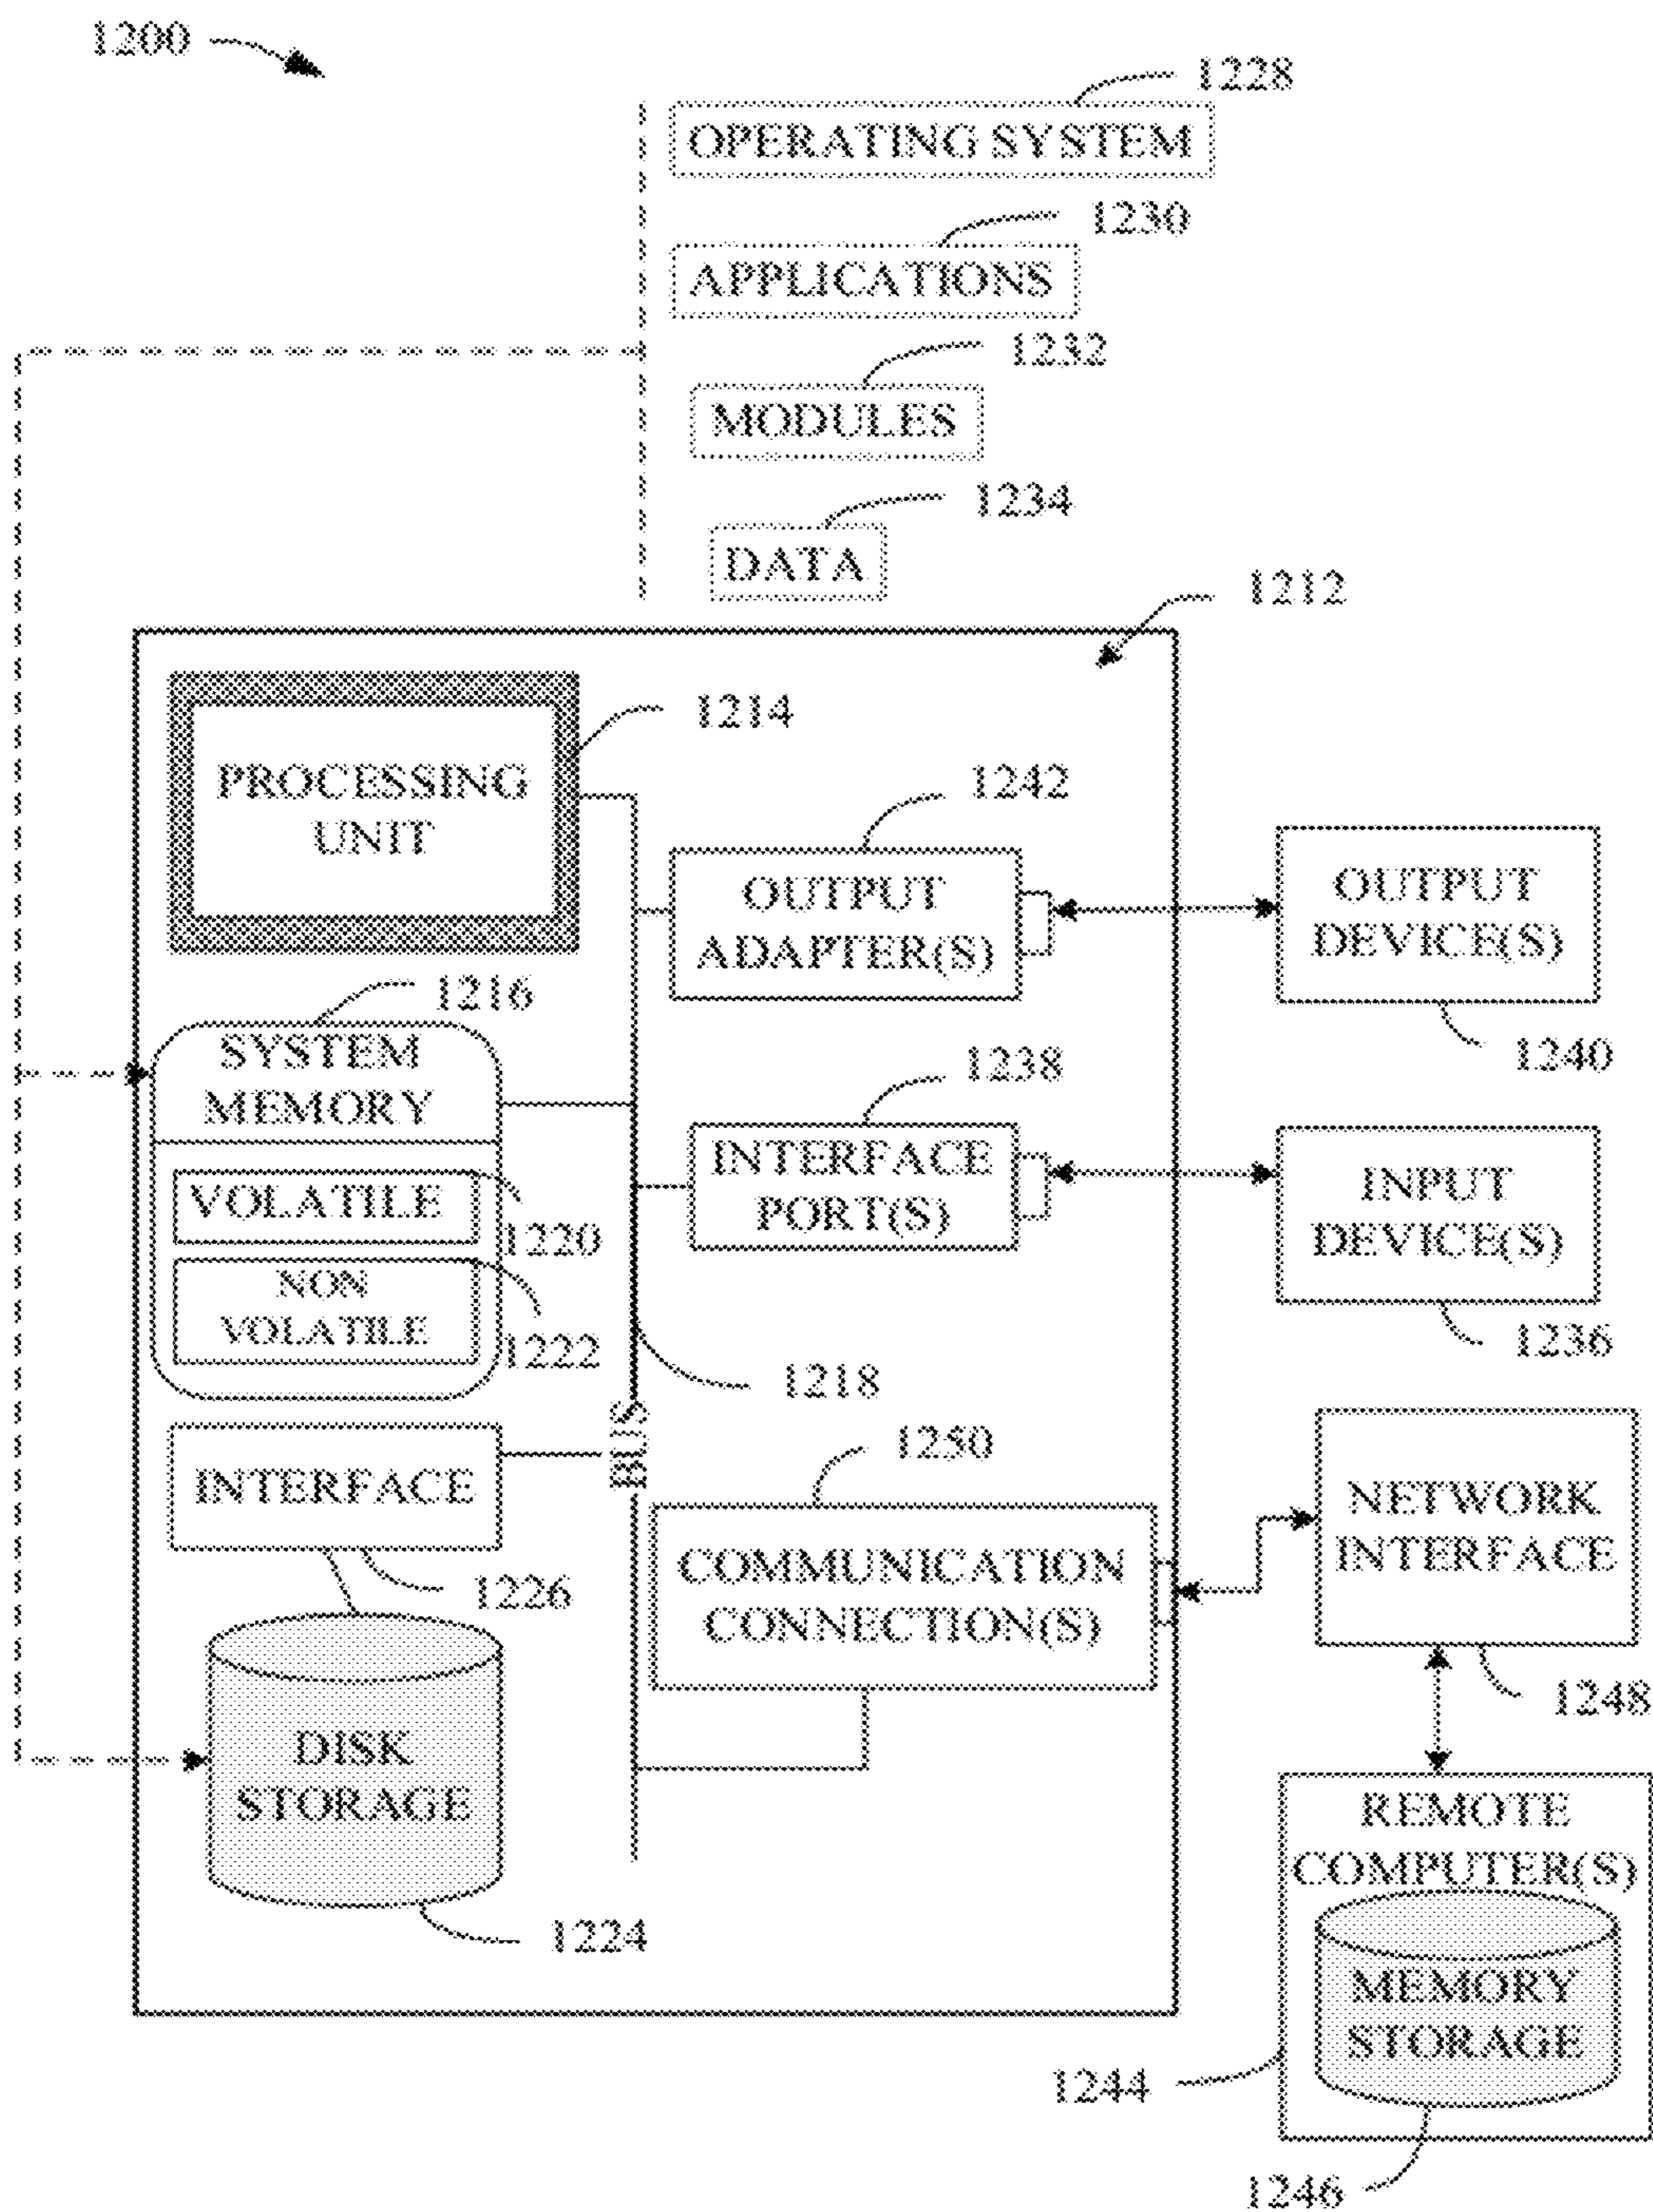 1200
1228
OPERATING SYSTEM
1230
APPLICATIONS
1232
MODULES
1234
DATA
1212
PROCESSING
UNIT
1214
1242
OUTPUT
ADAPTER(S)
OUTPUT
DEVICE(S)
1240
1216
SYSTEM
MEMORY
VOLATILE
1220
NON
VOLATILE
1222
1238
INTERFACE
PORT(S)
INPUT
DEVICE(S)
1236
1218
BUS
INTERFACE
1226
1250
COMMUNICATION
CONNECTION(S)
NETWORK
INTERFACE
1248
DISK
STORAGE
1224
REMOTE
COMPUTER(S)
MEMORY
STORAGE
1244
1246